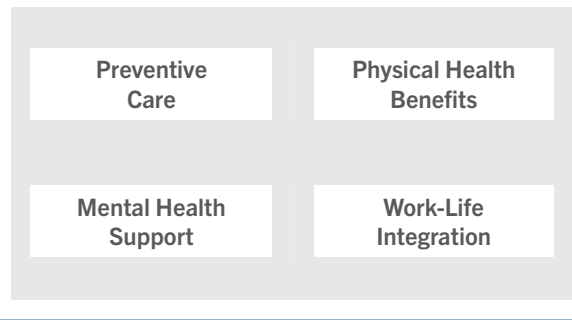 Preventive
Care
Physical Health
Benefits
Mental Health
Support
Work-Life
Integration